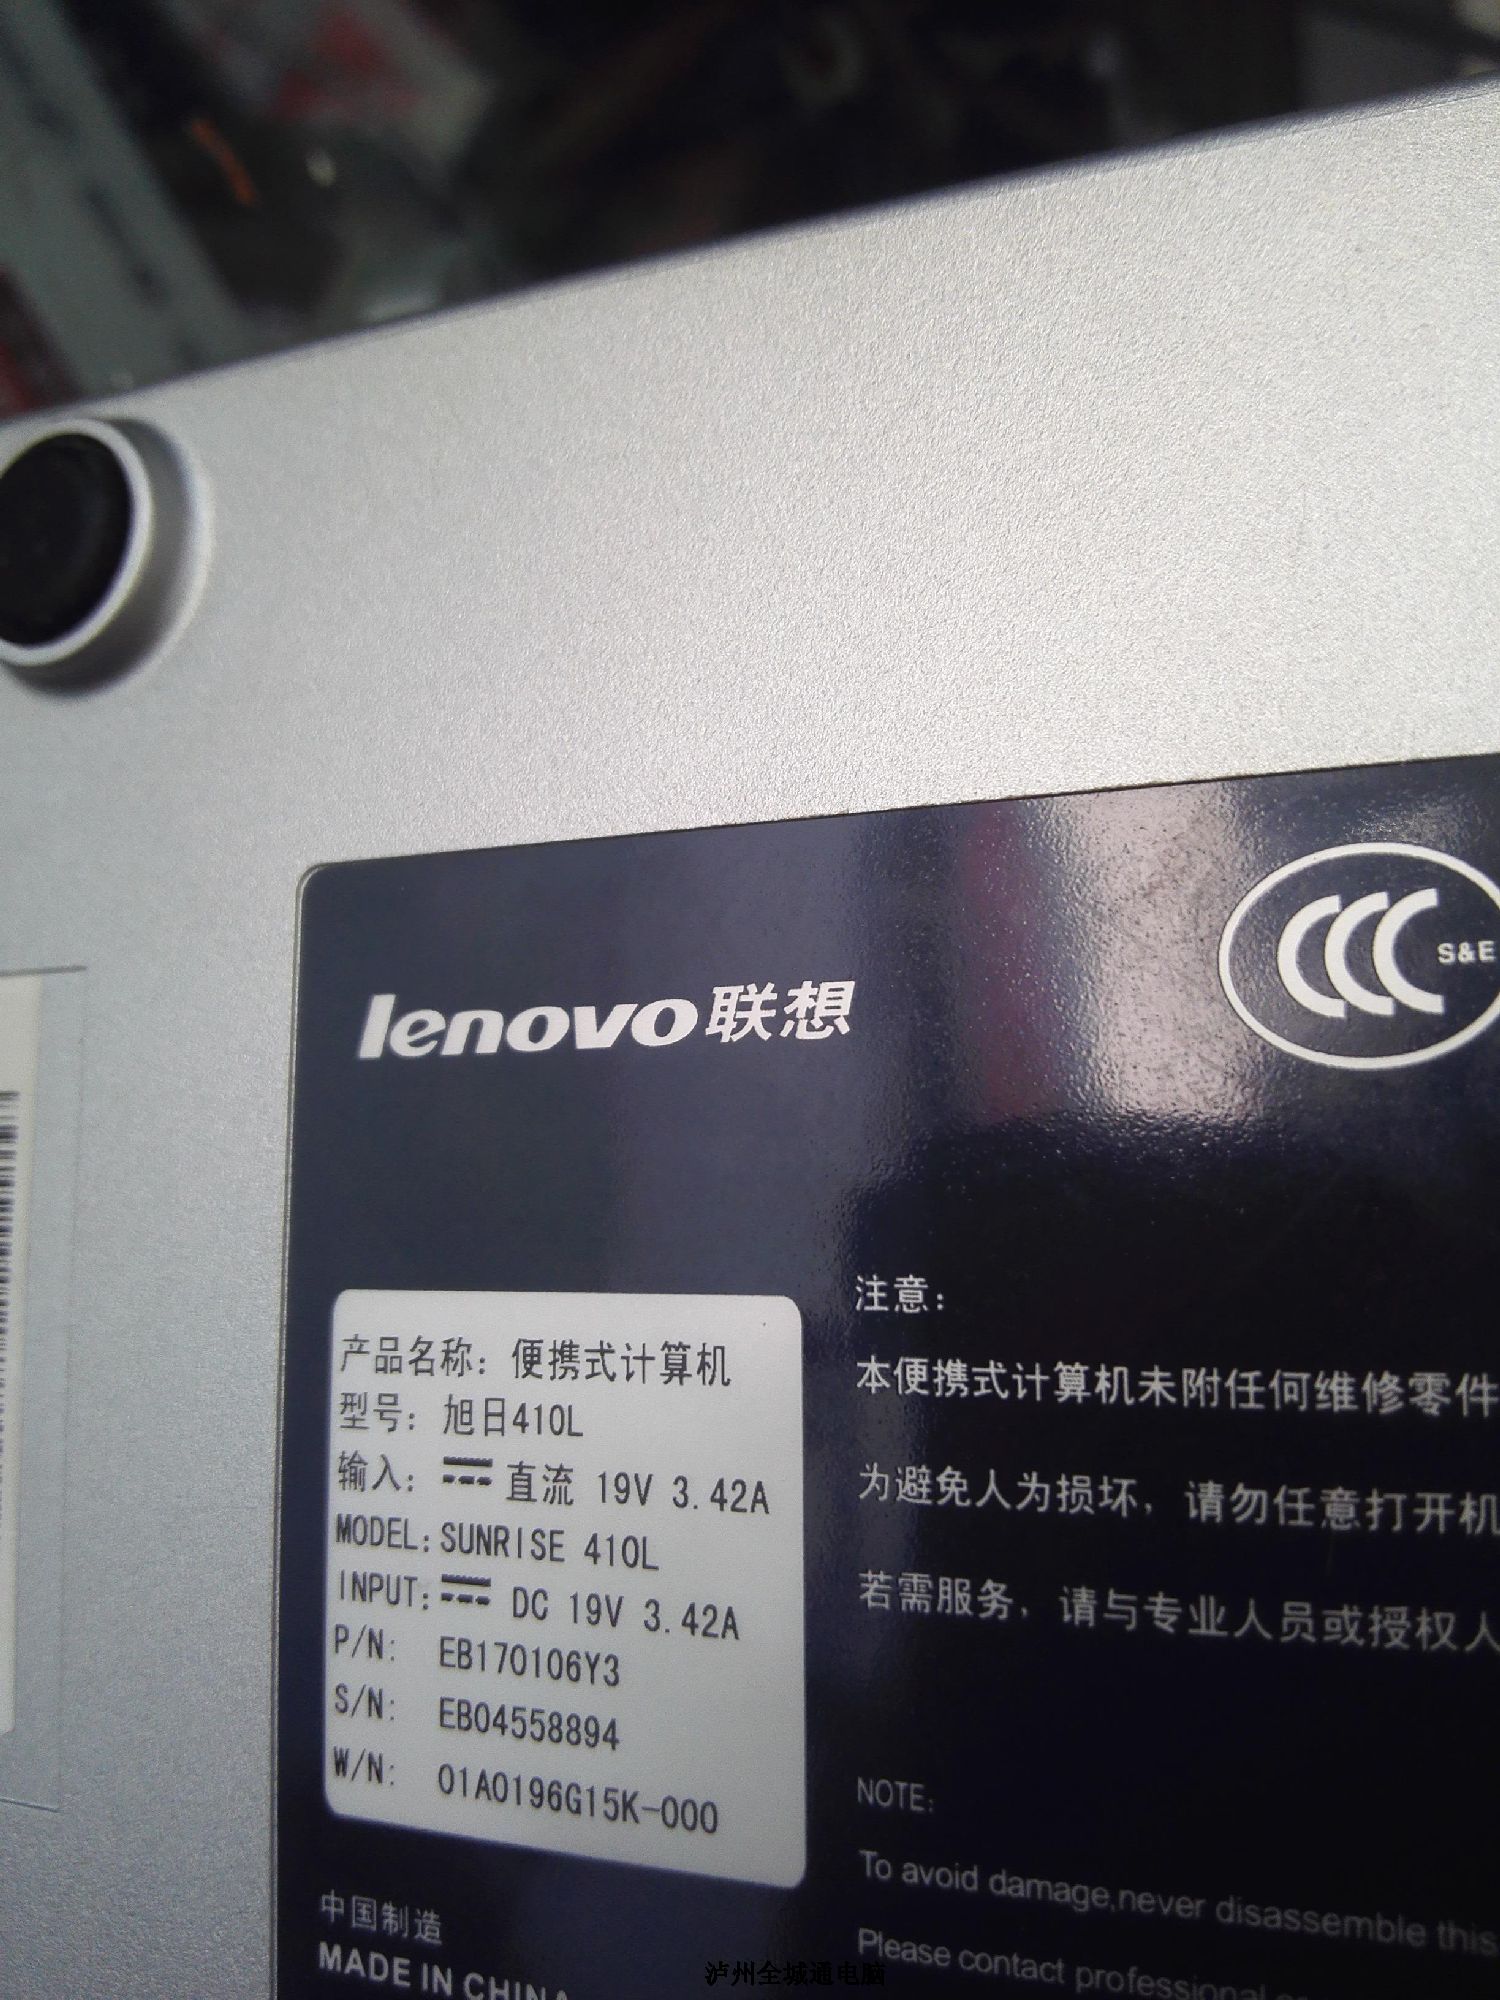 lenovo联想
CCC S&E
产品名称: 便携式计算机
型号: 旭日410L
输入: 直流 19V 3.42A
MODEL: SUNRISE 410L
INPUT: DC 19V 3.42A
P/N: EB170106Y3
S/N: EB04558894
W/N: 01A0196G15K-000
中国制造
MADE IN CHINA
注意:
本便携式计算机未附任何维修零件
为避免人为损坏，请勿任意打开机
若需服务，请与专业人员或授权人
NOTE:
To avoid damage,never disassemble this
Please contact professional or
泸州全城通电脑